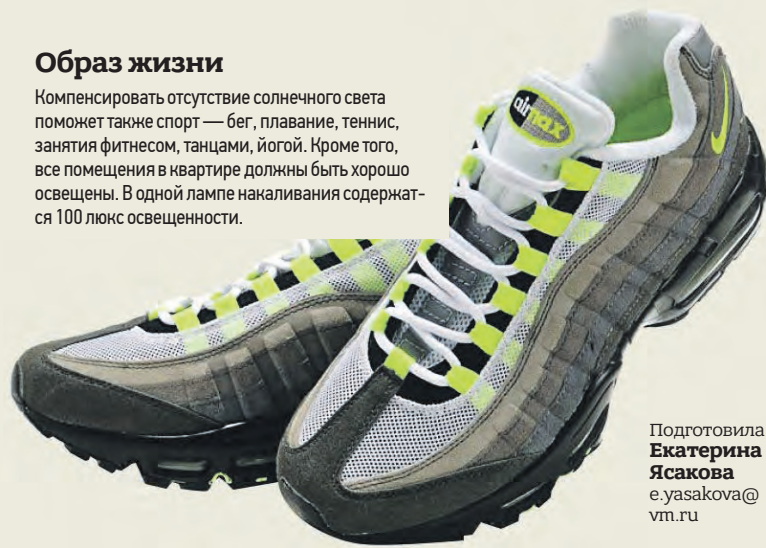 Образ жизни
Компенсировать отсутствие солнечного света
поможет также спорт — бег, плавание, теннис,
занятия фитнесом, танцами, йогой. Кроме того,
все помещения в квартире должны быть хорошо
освещены. В одной лампе накаливания содержат-
ся 100 люкс освещенности.
air max
Подготовила
Екатерина
Ясакова
e.yasakova@
vm.ru